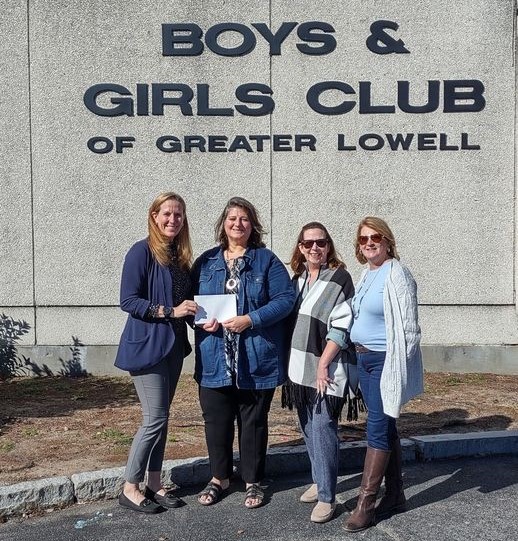 BOYS &
GIRLS CLUB
OF GREATER LOWELL